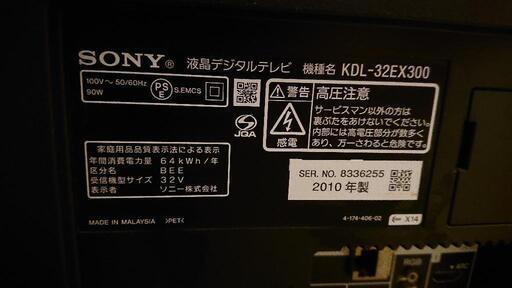 SONY® 液晶デジタルテレビ 機種名 KDL-32EX300
100V～ 50/60Hz
90W
PS
E
S.EMCS
JQA
家庭用品品質表示法による表示
年間消費電力量 64kWh/年
区分名 BEE
受信機型サイズ 32V
表示者 ソニー株式会社
⚠警告 高圧注意
感電
サービスマン以外の方は
裏ぶたをあけないでください。
内部には高電圧部分が数多く
あり、万一さわると危険です。
SER. NO. 8336255
2010 年製
MADE IN MALAYSIA >PET<
4-174-406-02
X14
RGB
ARC